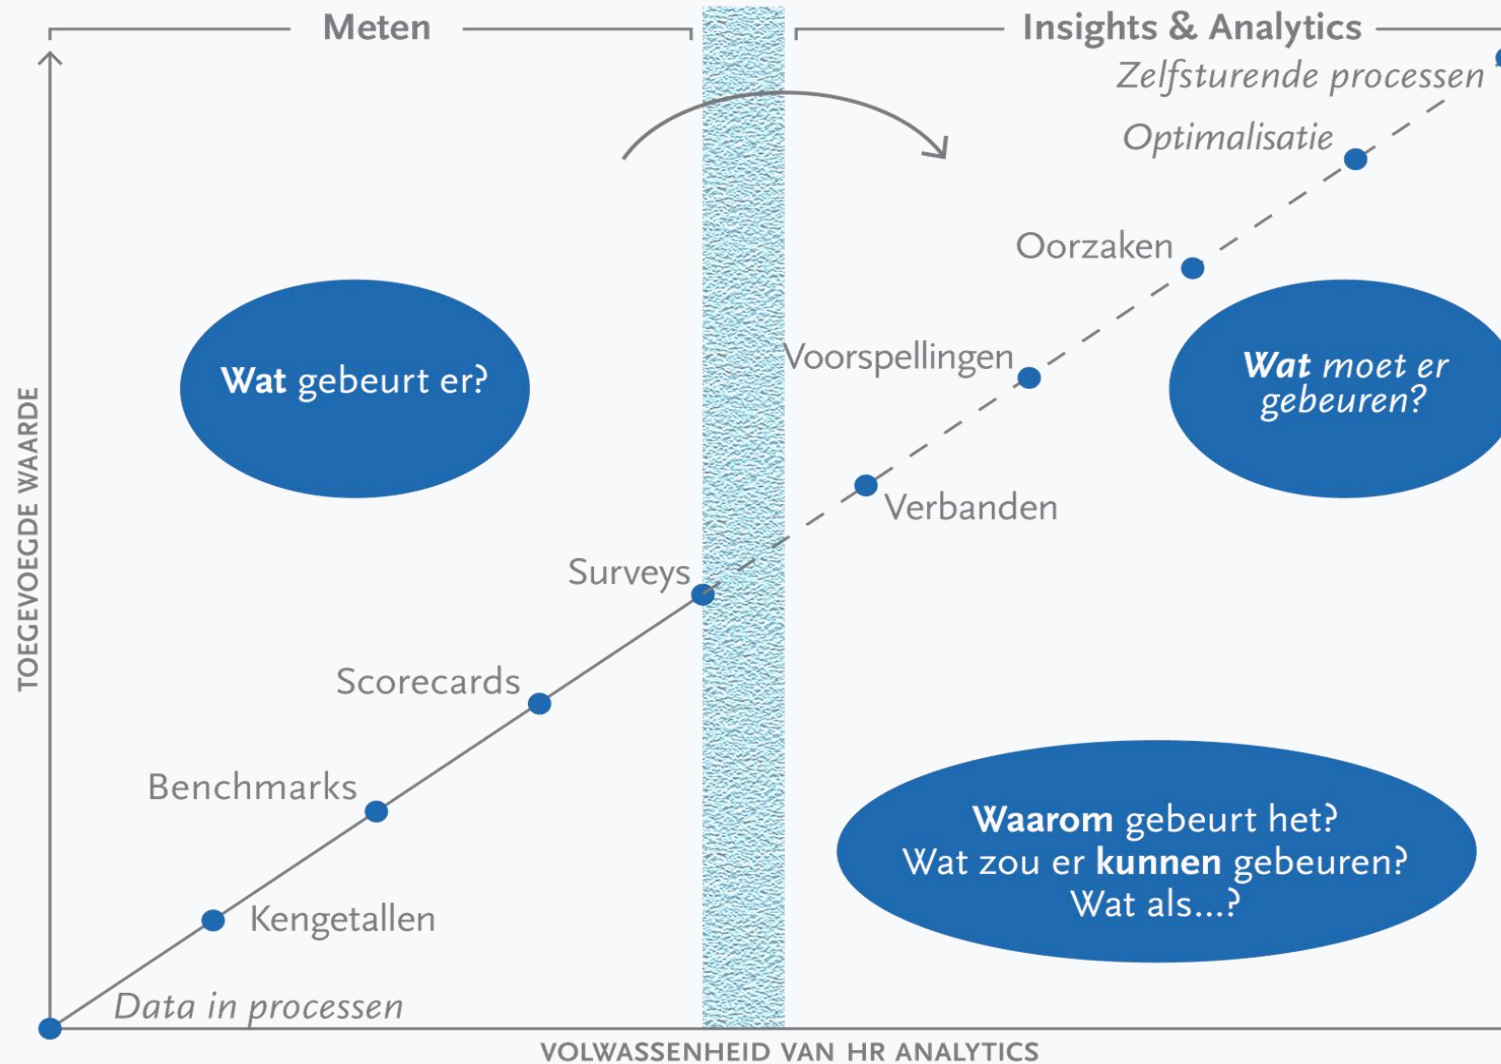 Meten
Insights & Analytics
Zelfsturende processen
Optimalisatie
Oorzaken
Voorspellingen
Wat gebeurt er?
Wat moet er
gebeuren?
Verbanden
Surveys
Scorecards
Benchmarks
Waarom gebeurt het?
Wat zou er kunnen gebeuren?
Wat als...?
Kengetallen
Data in processen
TOEGEVOEGDE WAARDE
VOLWASSENHEID VAN HR ANALYTICS